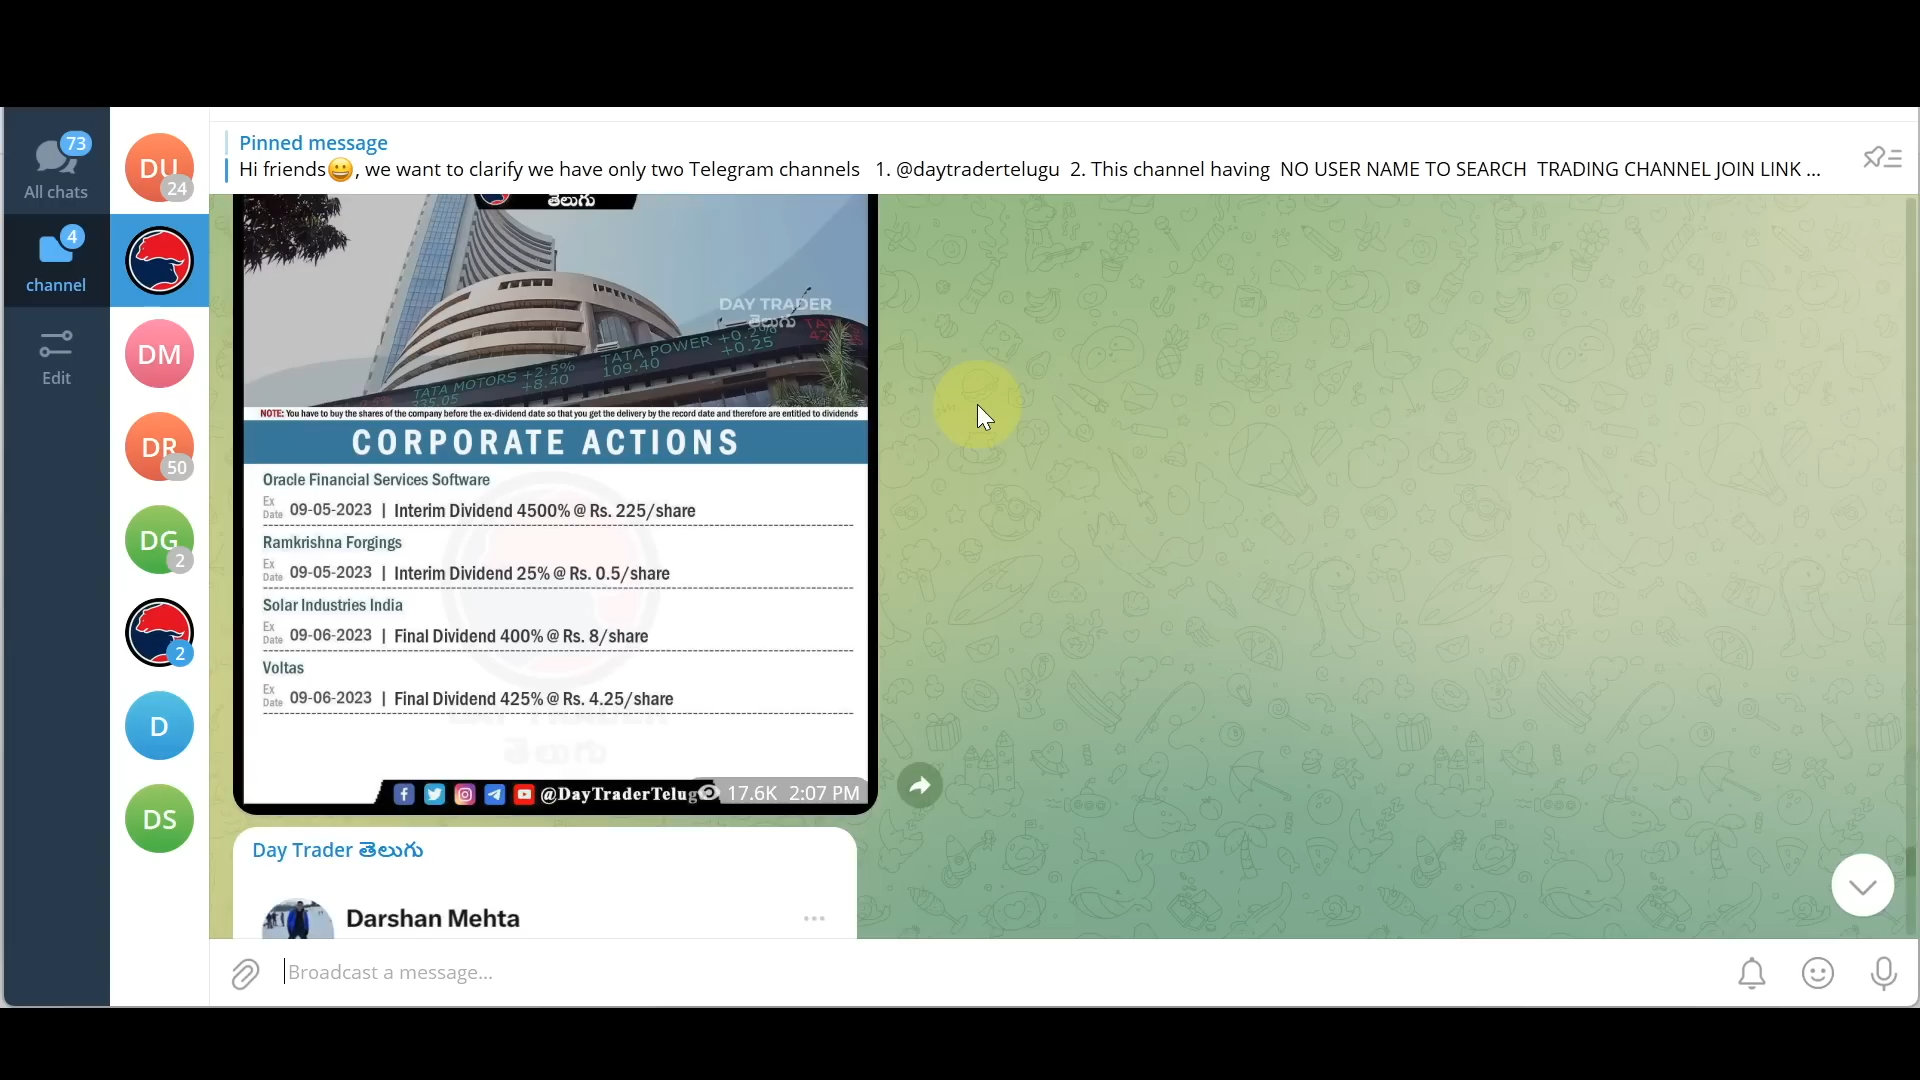 73
All chats
4
channel
Edit
DU
24
DM
DR
50
DG
2
2
D
DS
Pinned message
Hi friends😀, we want to clarify we have only two Telegram channels 1. @daytradertelugu 2. This channel having NO USER NAME TO SEARCH TRADING CHANNEL JOIN LINK ...
తెలుగు
DAY TRADER
తెలుగు
TATA MOTORS +2.5%
+8.40
TATA POWER +0.2%
109.40 +0.25
NOTE: You have to buy the shares of the company before the ex-dividend date so that you get the delivery by the record date and therefore are entitled to dividends
CORPORATE ACTIONS
Oracle Financial Services Software
Ex Date 09-05-2023 | Interim Dividend 4500% @ Rs. 225/share
Ramkrishna Forgings
Ex Date 09-05-2023 | Interim Dividend 25% @ Rs. 0.5/share
Solar Industries India
Ex Date 09-06-2023 | Final Dividend 400% @ Rs. 8/share
Voltas
Ex Date 09-06-2023 | Final Dividend 425% @ Rs. 4.25/share
తెలుగు
@DayTraderTelug 17.6K 2:07 PM
Day Trader తెలుగు
Darshan Mehta
Broadcast a message...